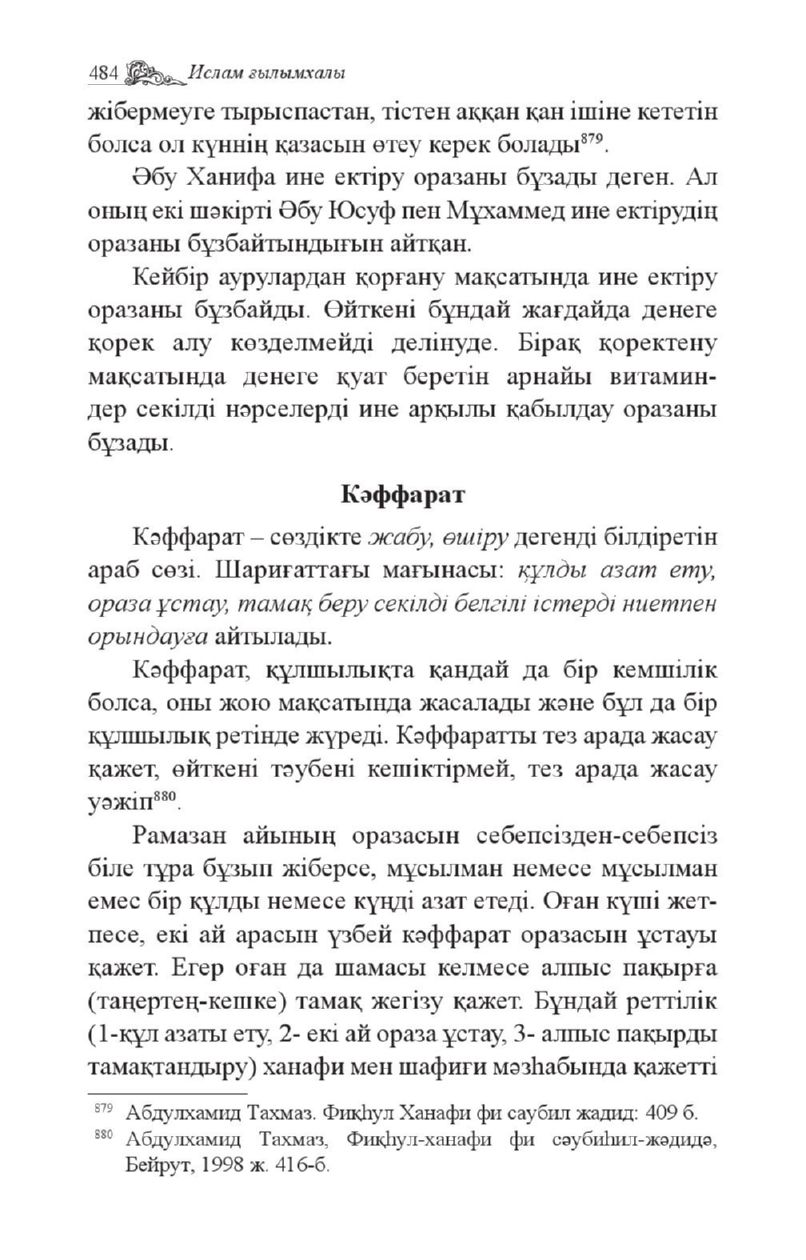 484 Ислам ғылымхалы
жібермеуге тырыспастан, тістен аққан қан ішіне кететін
болса ол күннің қазасын өтеу керек болады⁸⁷⁹.
Әбу Ханифа ине ектіру оразаны бұзады деген. Ал
оның екі шәкірті Әбу Юсуф пен Мұхаммед ине ектірудің
оразаны бұзбайтындығын айтқан.
Кейбір аурулардан қорғану мақсатында ине ектіру
оразаны бұзбайды. Өйткені бұндай жағдайда денеге
қорек алу көзделмейді делінуде. Бірақ қоректену
мақсатында денеге қуат беретін арнайы витамин-
дер секілді нәрселерді ине арқылы қабылдау оразаны
бұзады.
Кәффарат
Кәффарат – сөздікте жабу, өшіру дегенді білдіретін
араб сөзі. Шариғаттағы мағынасы: құлды азат ету,
ораза ұстау, тамақ беру секілді белгілі істерді ниетпен
орындауға айтылады.
Кәффарат, құлшылықта қандай да бір кемшілік
болса, оны жою мақсатында жасалады және бұл да бір
құлшылық ретінде жүреді. Кәффаратты тез арада жасау
қажет, өйткені тәубені кешіктірмей, тез арада жасау
уәжіп⁸⁸⁰.
Рамазан айының оразасын себепсізден-себепсіз
біле тұра бұзып жіберсе, мұсылман немесе мұсылман
емес бір құлды немесе күңді азат етеді. Оған күші жет-
песе, екі ай арасын үзбей кәффарат оразасын ұстауы
қажет. Егер оған да шамасы келмесе алпыс пақырға
(таңертең-кешке) тамақ жегізу қажет. Бұндай реттілік
(1-құл азаты ету, 2- екі ай ораза ұстау, 3- алпыс пақырды
тамақтандыру) ханафи мен шафиғи мәзһабында қажетті
⁸⁷⁹ Абдулхамид Тахмаз. Фиқһул Ханафи фи саубил жадид: 409 б.
⁸⁸⁰ Абдулхамид Тахмаз, Фиқһул-ханафи фи сәубиһил-жәдидә,
Бейрут, 1998 ж. 416-б.